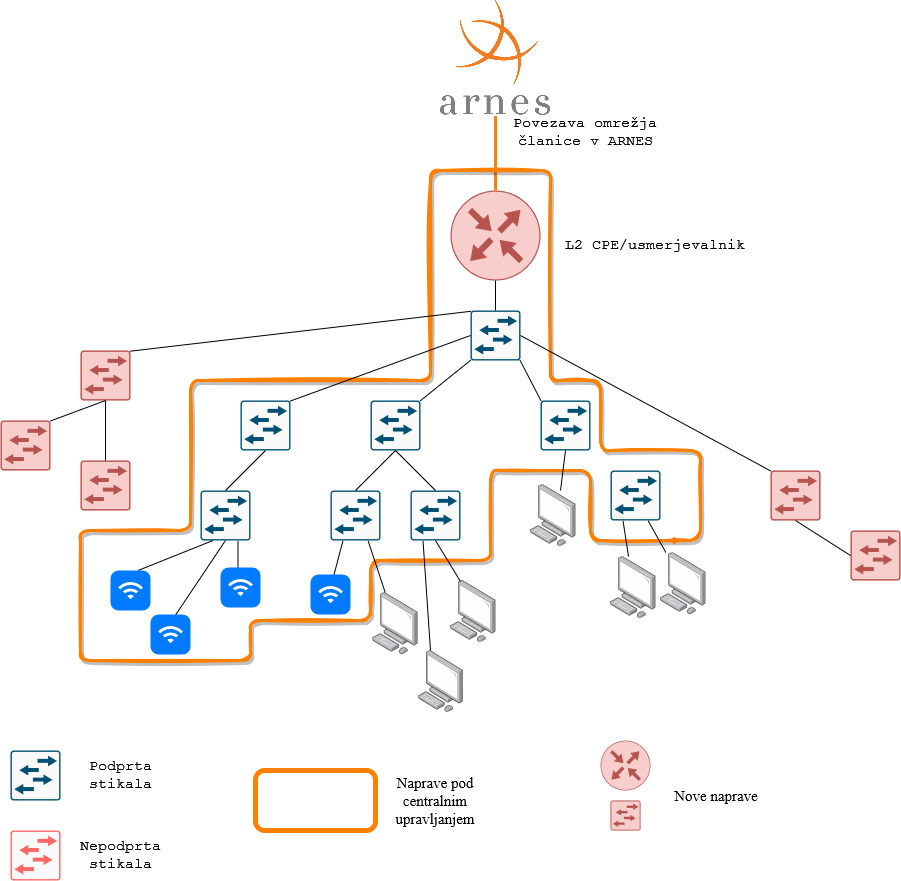 arnes
Povezava omrežja
članice v ARNES
L2 CPE/usmerjevalnik
Podprta
stikala
Naprave pod
centralnim
upravljanjem
Nove naprave
Nepodprta
stikala